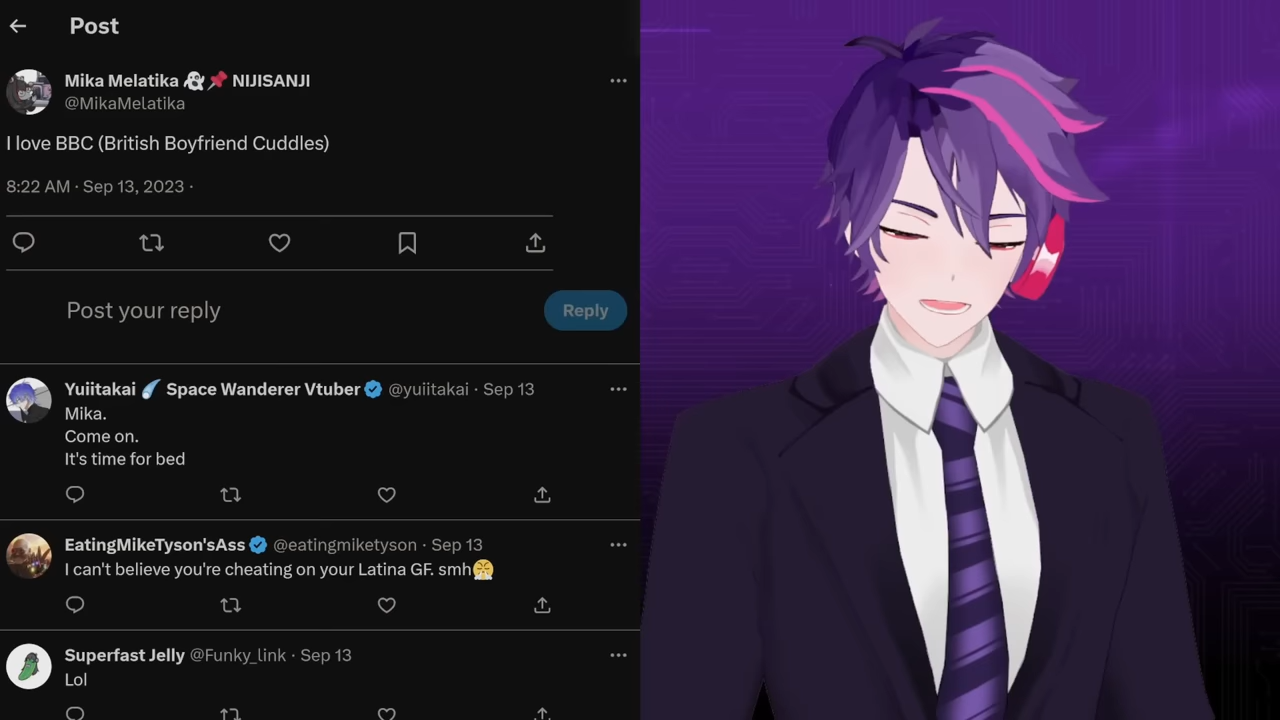 Post
Mika Melatika 👻📌 NIJISANJI
@MikaMelatika
I love BBC (British Boyfriend Cuddles)
8:22 AM · Sep 13, 2023 ·
Post your reply
Reply
Yuiitakai ☄️ Space Wanderer Vtuber @yuiitakai · Sep 13
Mika.
Come on.
It's time for bed
EatingMikeTyson'sAss @eatingmiketyson · Sep 13
I can't believe you're cheating on your Latina GF. smh😤
Superfast Jelly @Funky_link · Sep 13
Lol